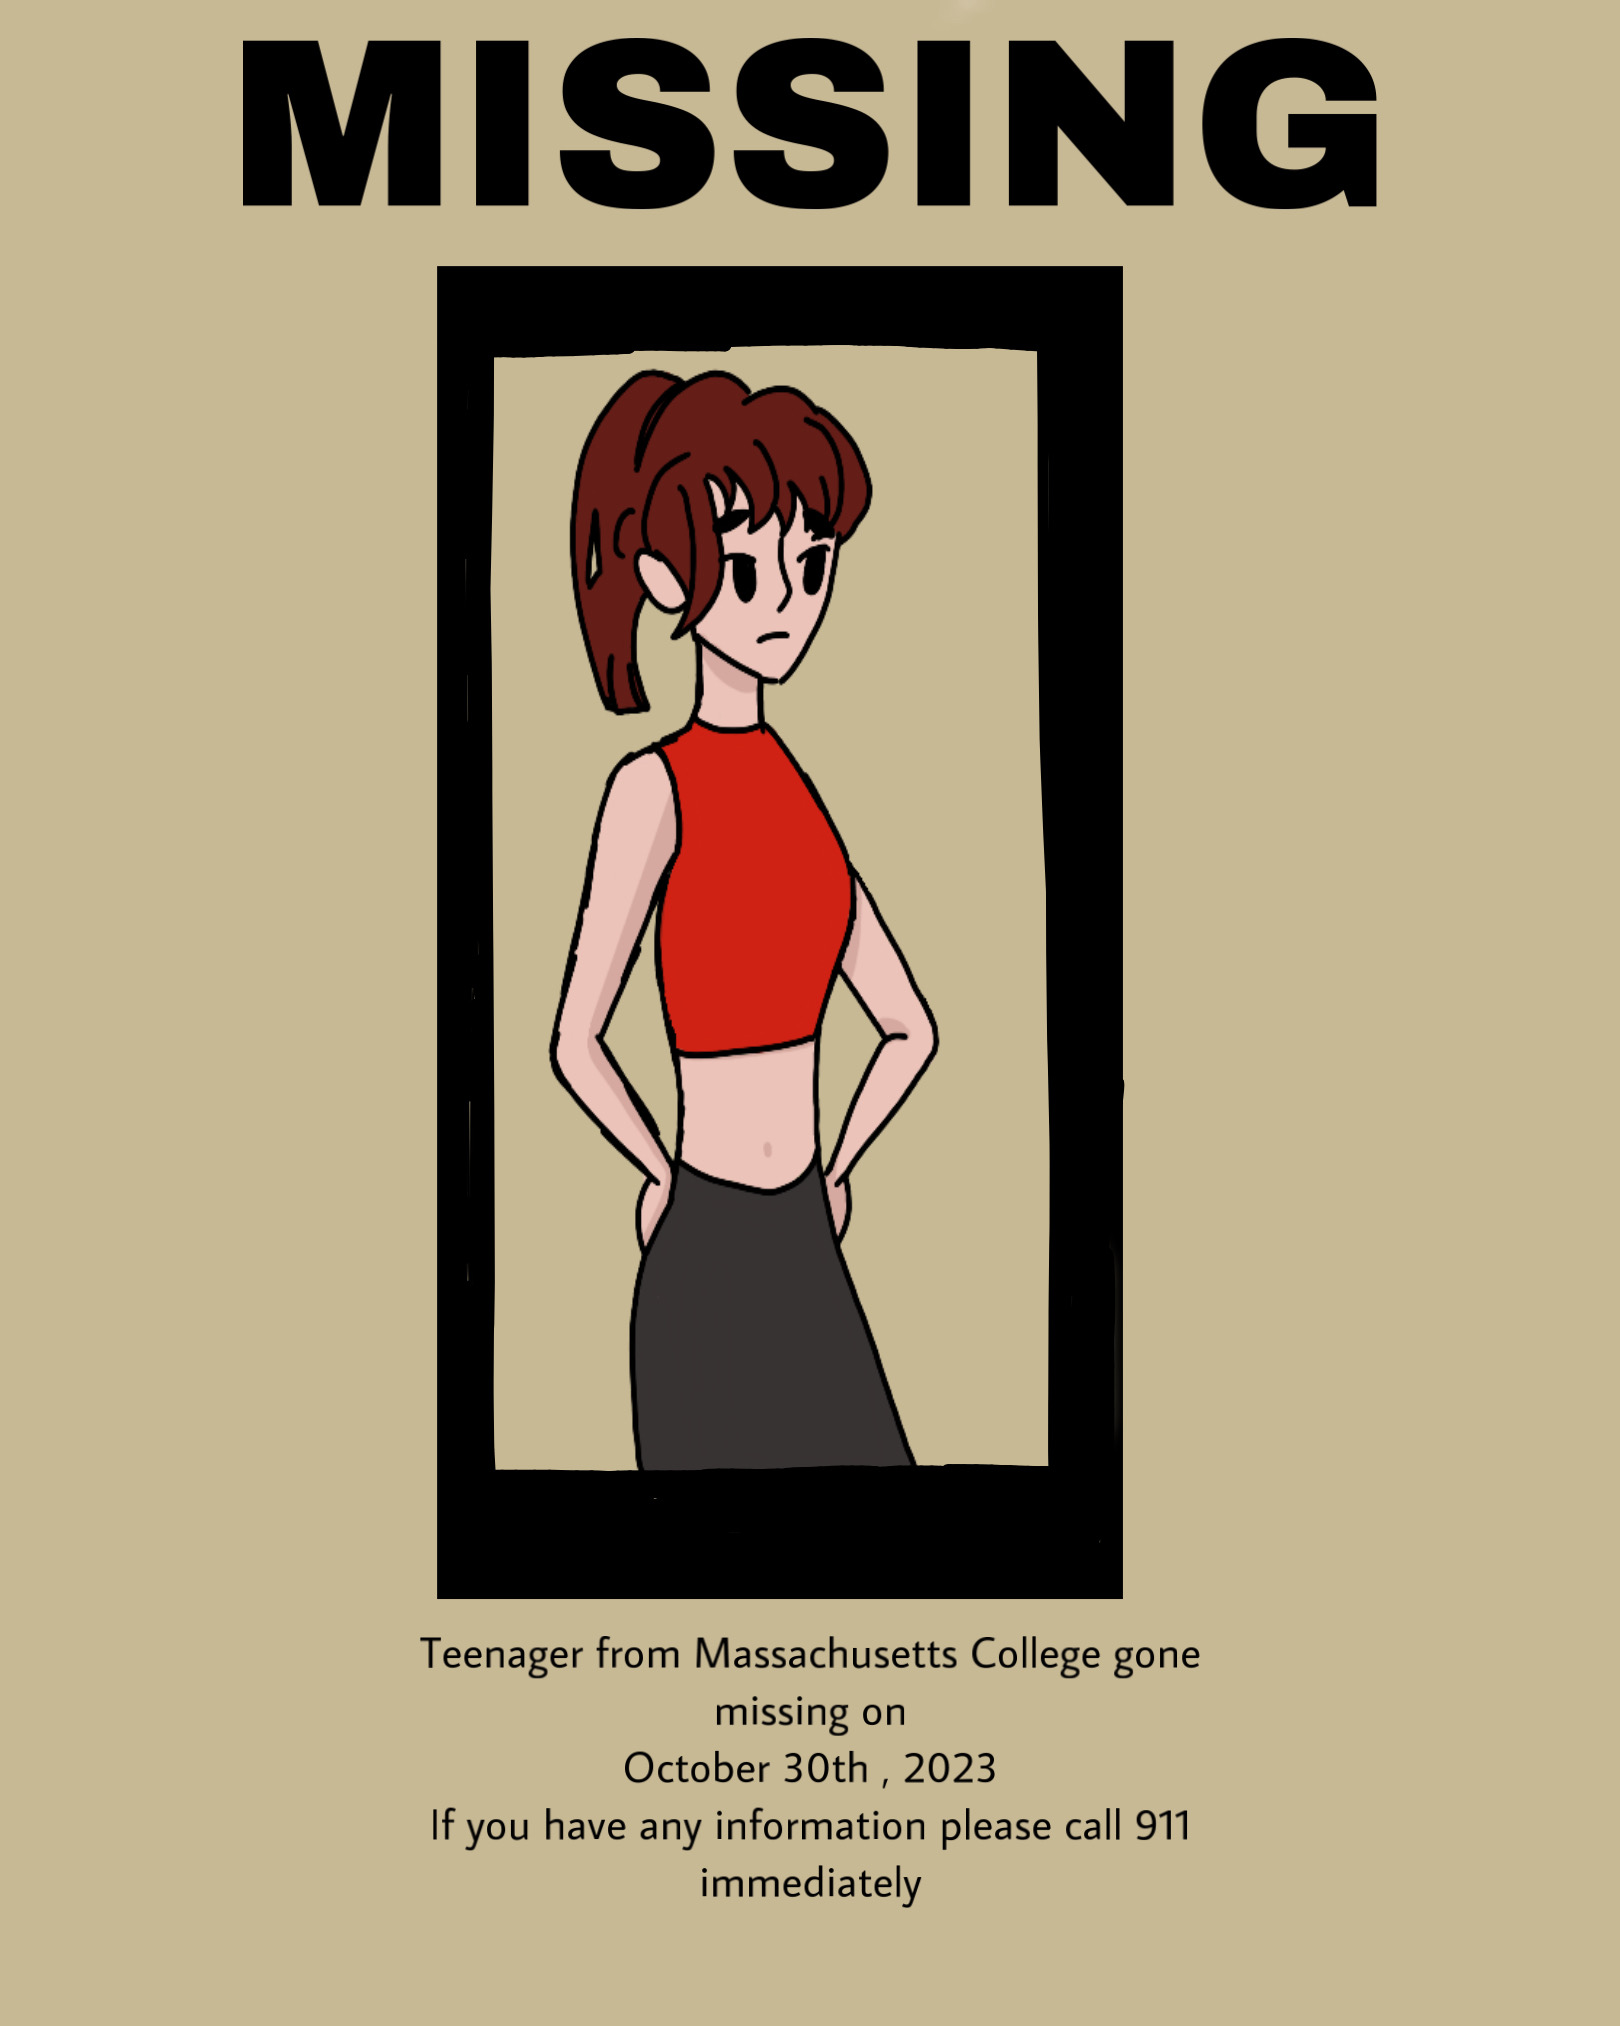 MISSING
Teenager from Massachusetts College gone
missing on
October 30th , 2023
If you have any information please call 911
immediately